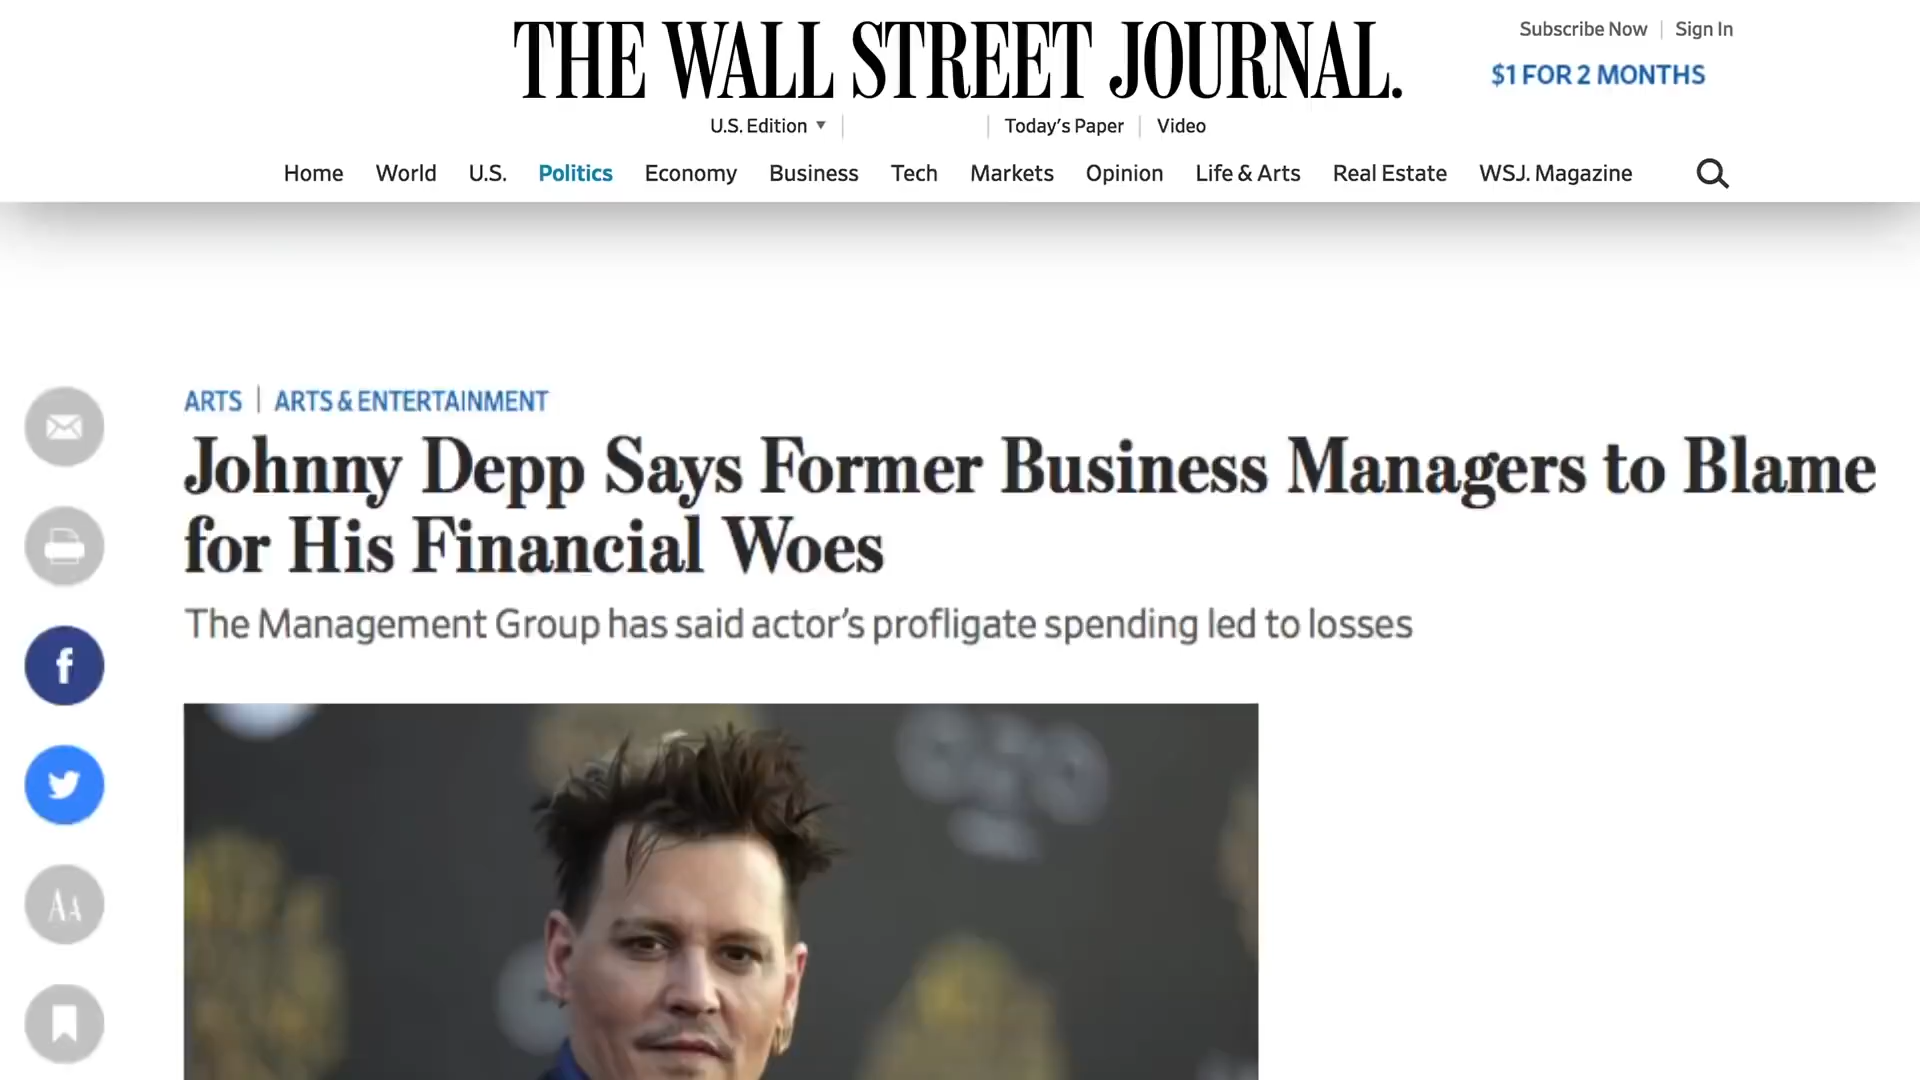 THE WALL STREET JOURNAL.
Subscribe Now | Sign In
$1 FOR 2 MONTHS
U.S. Edition ▼ | | Today's Paper | Video
Home World U.S. Politics Economy Business Tech Markets Opinion Life & Arts Real Estate WSJ. Magazine
ARTS | ARTS & ENTERTAINMENT
Johnny Depp Says Former Business Managers to Blame
for His Financial Woes
The Management Group has said actor’s profligate spending led to losses
f
AA